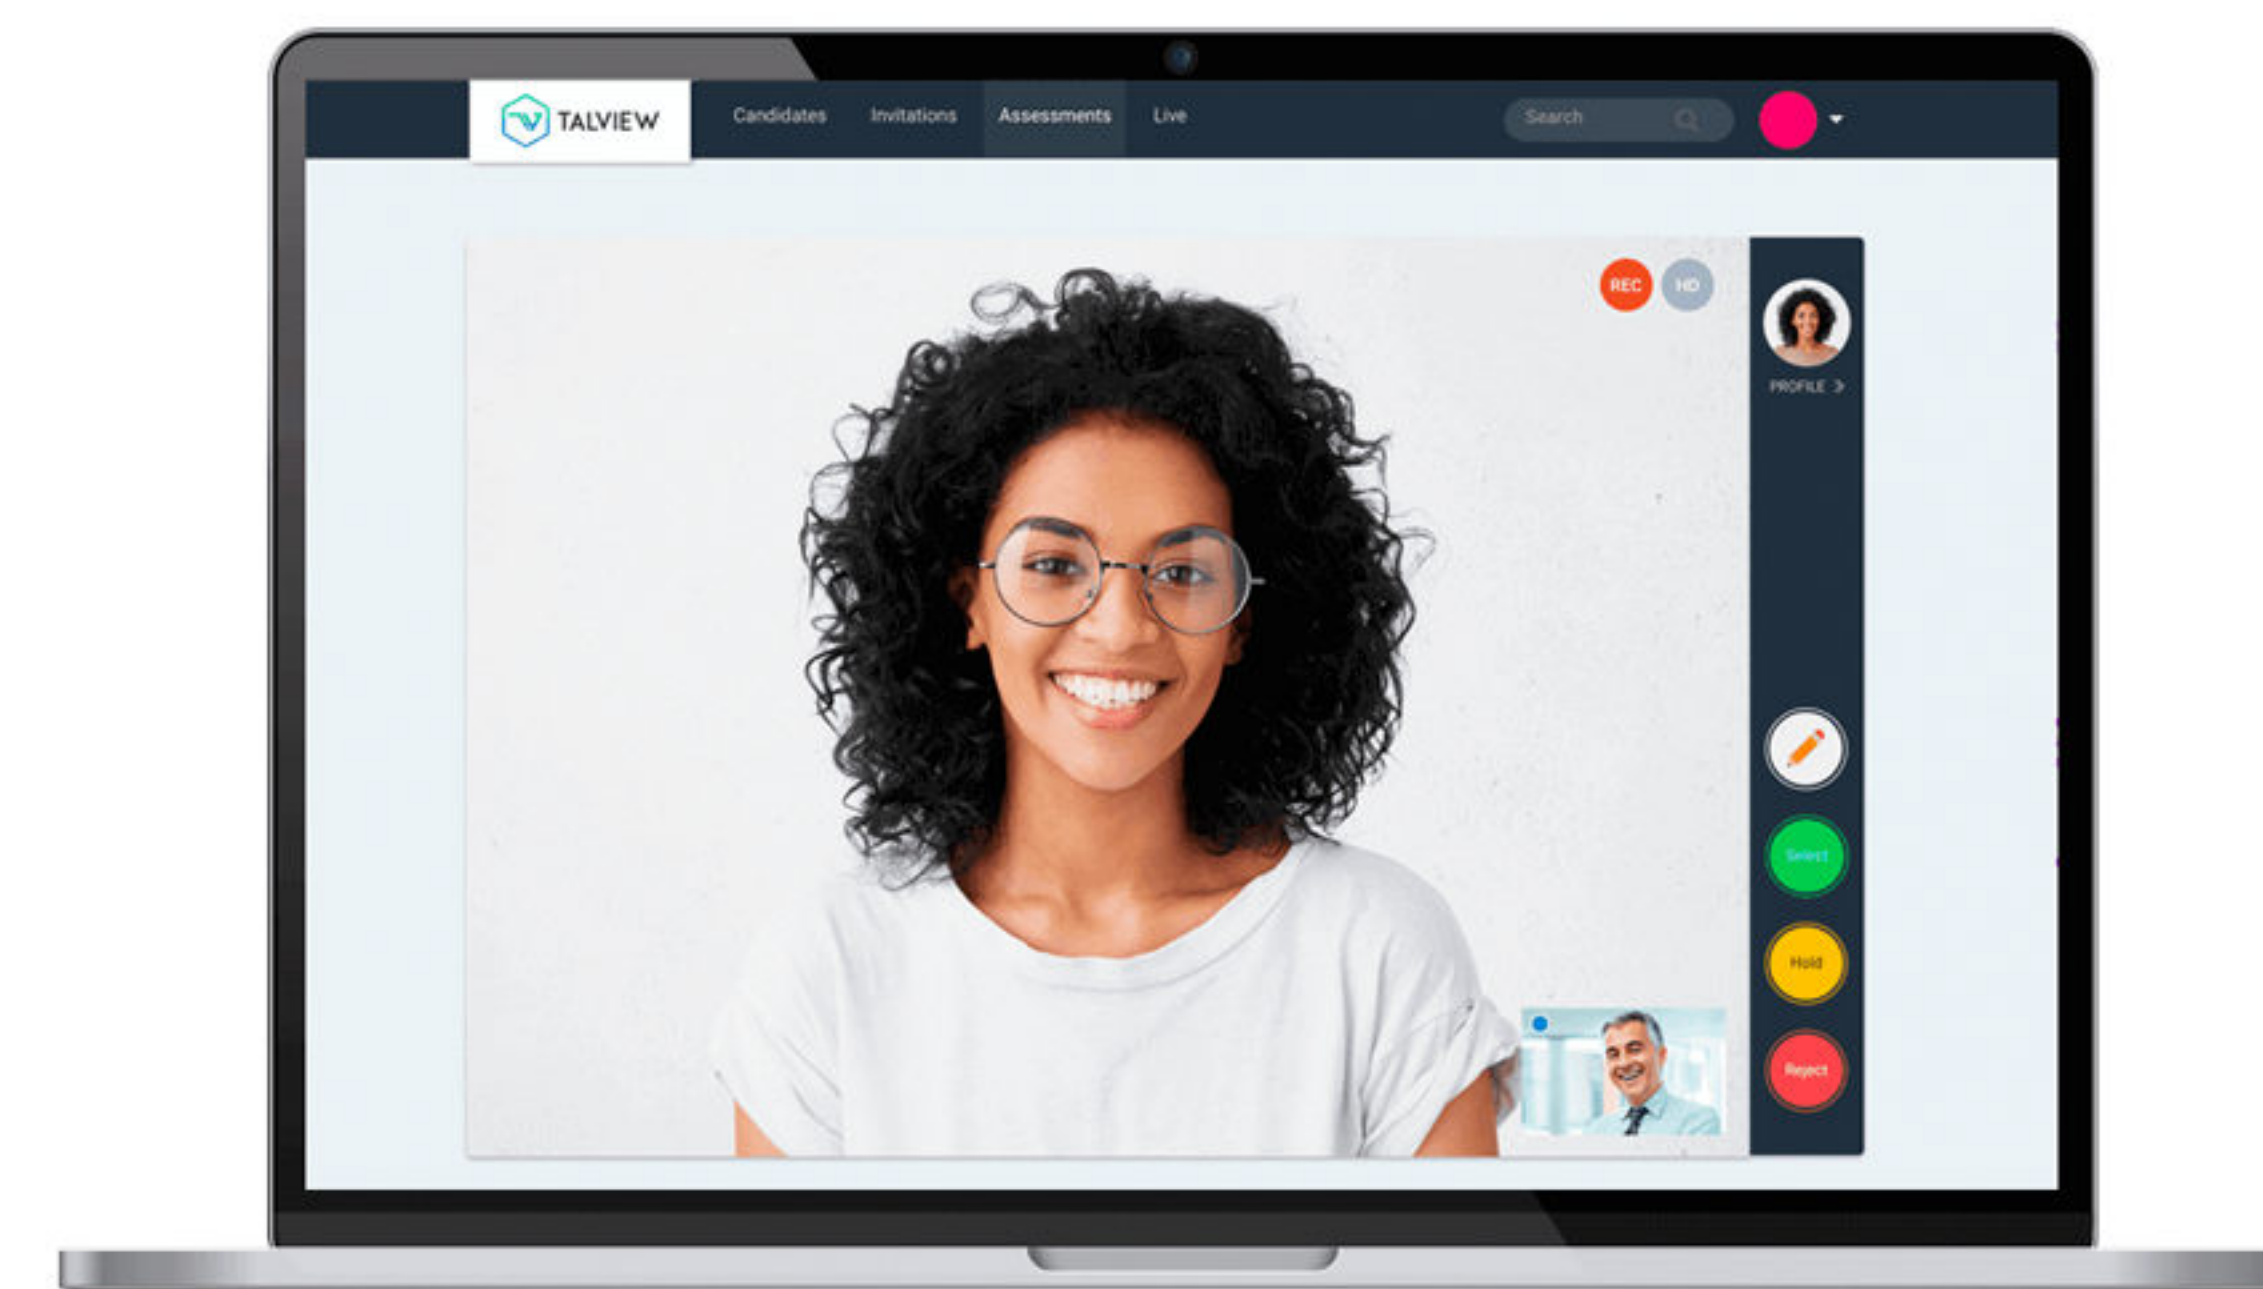 TALVIEW
Candidates
Invitations
Assessments
Live
Search
REC
HD
PROFILE
Select
Hold
Reject